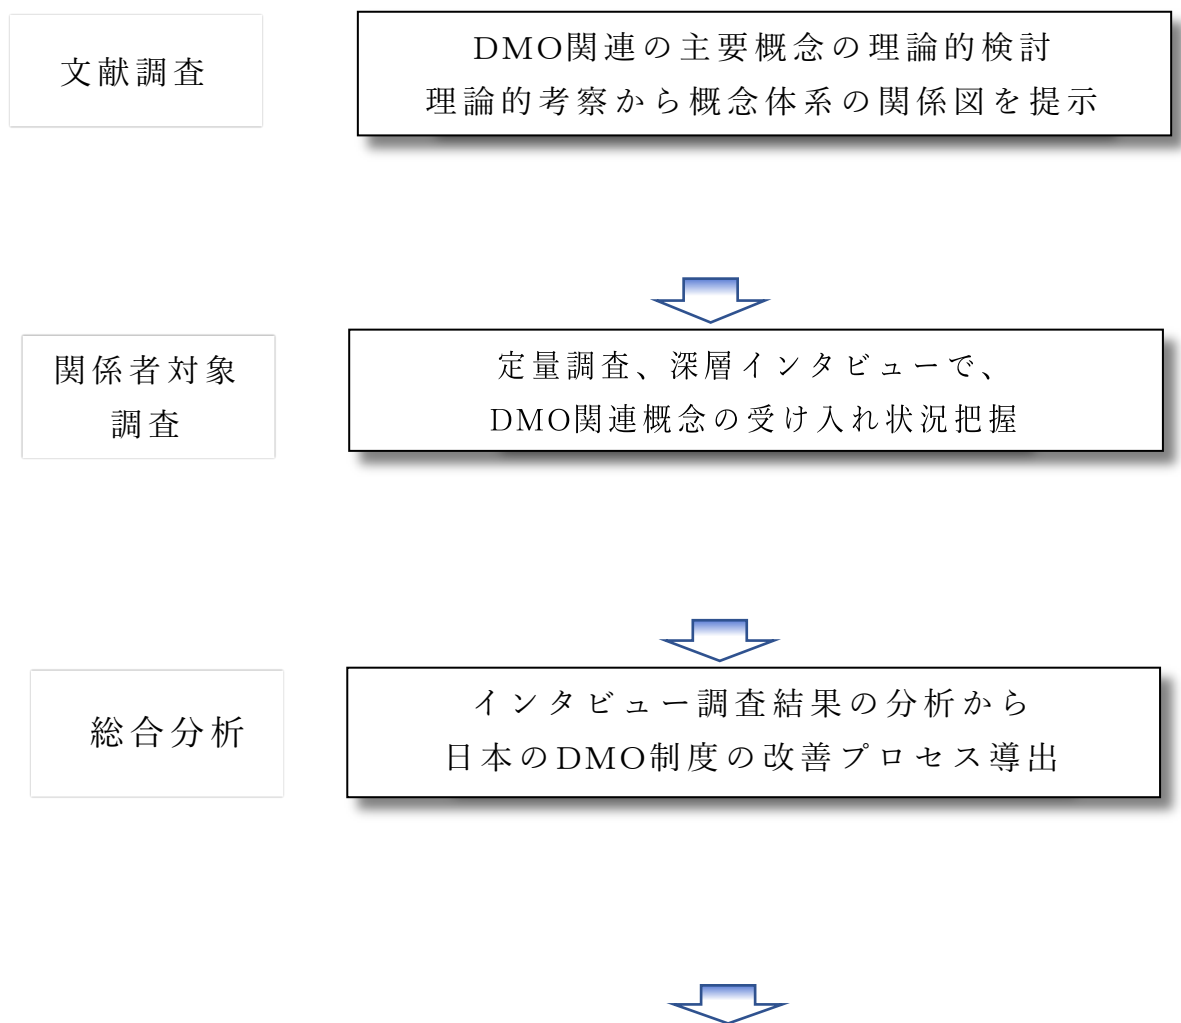 文献調査
DMO関連の主要概念の理論的検討
理論的考察から概念体系の関係図を提示
関係者対象
調査
定量調査、深層インタビューで、
DMO関連概念の受け入れ状況把握
総合分析
インタビュー調査結果の分析から
日本のDMO制度の改善プロセス導出